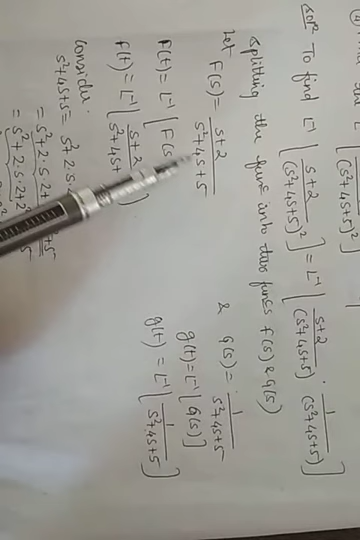 (s²+4s+5)² ]
Solⁿ To find L⁻¹ [ s+2 / (s²+4s+5)² ] = L⁻¹ [ s+2 / (s²+4s+5) · 1 / (s²+4s+5) ]
splitting the funⁿ into two funcs F(s) & G(s)
Let F(s) = s+2 / s²+4s+5 & G(s) = 1 / s²+4s+5
f(t) = L⁻¹ [ F(s g(t) = L⁻¹ [ G(s) ]
f(t) = L⁻¹ [ s+2 / s²+4s+ ] g(t) = L⁻¹ [ 1 / s²+4s+5 ]
Consider:
s²+4s+5 = s²+2·s·
= s²+2·s·2+ +5
= s²+2·s·2+2²